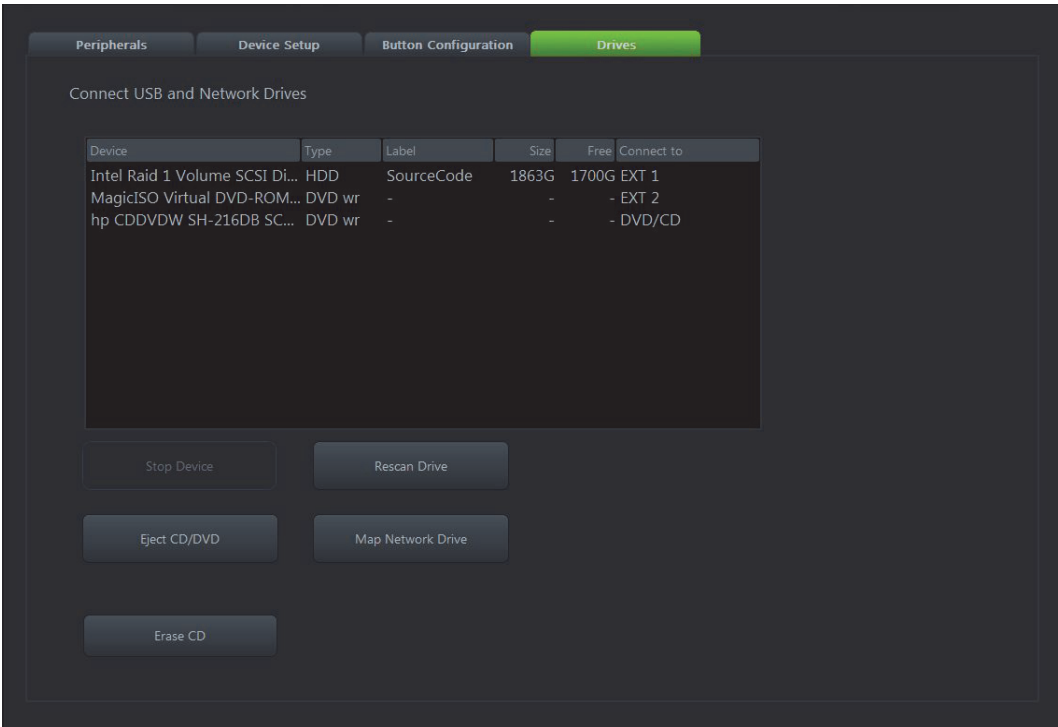 Peripherals Device Setup Button Configuration Drives
Connect USB and Network Drives
Device Type Label Size Free Connect to
Intel Raid 1 Volume SCSI Di... HDD SourceCode 1863G 1700G EXT 1
MagicISO Virtual DVD-ROM... DVD wr - - - EXT 2
hp CDDVDW SH-216DB SC... DVD wr - - - DVD/CD
Stop Device Rescan Drive
Eject CD/DVD Map Network Drive
Erase CD